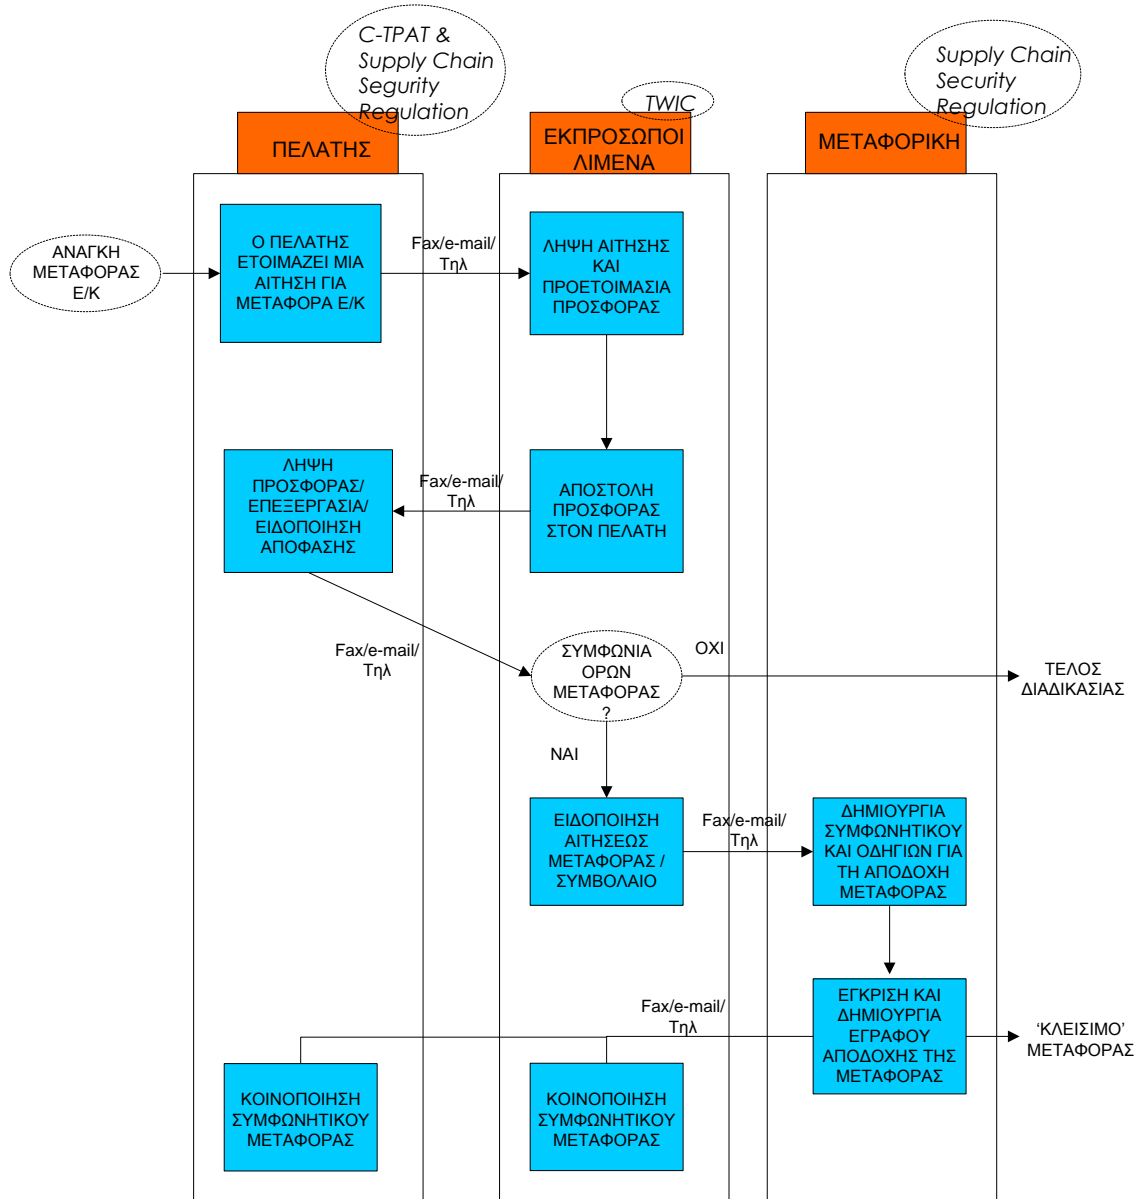 C-TPAT &
Supply Chain
Segurity
Regulation
TWIC
Supply Chain
Security
Regulation
ΠΕΛΑΤΗΣ
ΕΚΠΡΟΣΩΠΟΙ
ΛΙΜΕΝΑ
ΜΕΤΑΦΟΡΙΚΗ
ΑΝΑΓΚΗ
ΜΕΤΑΦΟΡΑΣ
Ε/Κ
Ο ΠΕΛΑΤΗΣ
ΕΤΟΙΜΑΖΕΙ ΜΙΑ
ΑΙΤΗΣΗ ΓΙΑ
ΜΕΤΑΦΟΡΑ Ε/Κ
Fax/e-mail/
Τηλ
ΛΗΨΗ ΑΙΤΗΣΗΣ
ΚΑΙ
ΠΡΟΕΤΟΙΜΑΣΙΑ
ΠΡΟΣΦΟΡΑΣ
ΛΗΨΗ
ΠΡΟΣΦΟΡΑΣ/
ΕΠΕΞΕΡΓΑΣΙΑ/
ΕΙΔΟΠΟΙΗΣΗ
ΑΠΟΦΑΣΗΣ
Fax/e-mail/
Τηλ
ΑΠΟΣΤΟΛΗ
ΠΡΟΣΦΟΡΑΣ
ΣΤΟΝ ΠΕΛΑΤΗ
Fax/e-mail/
Τηλ
ΣΥΜΦΩΝΙΑ
ΟΡΩΝ
ΜΕΤΑΦΟΡΑΣ
?
ΟΧΙ
ΤΕΛΟΣ
ΔΙΑΔΙΚΑΣΙΑΣ
ΝΑΙ
ΕΙΔΟΠΟΙΗΣΗ
ΑΙΤΗΣΕΩΣ
ΜΕΤΑΦΟΡΑΣ /
ΣΥΜΒΟΛΑΙΟ
Fax/e-mail/
Τηλ
ΔΗΜΙΟΥΡΓΙΑ
ΣΥΜΦΩΝΗΤΙΚΟΥ
ΚΑΙ ΟΔΗΓΙΩΝ ΓΙΑ
ΤΗ ΑΠΟΔΟΧΗ
ΜΕΤΑΦΟΡΑΣ
Fax/e-mail/
Τηλ
ΕΓΚΡΙΣΗ ΚΑΙ
ΔΗΜΙΟΥΡΓΙΑ
ΕΓΡΑΦΟΥ
ΑΠΟΔΟΧΗΣ ΤΗΣ
ΜΕΤΑΦΟΡΑΣ
‘ΚΛΕΙΣΙΜΟ’
ΜΕΤΑΦΟΡΑΣ
ΚΟΙΝΟΠΟΙΗΣΗ
ΣΥΜΦΩΝΗΤΙΚΟΥ
ΜΕΤΑΦΟΡΑΣ
ΚΟΙΝΟΠΟΙΗΣΗ
ΣΥΜΦΩΝΗΤΙΚΟΥ
ΜΕΤΑΦΟΡΑΣ